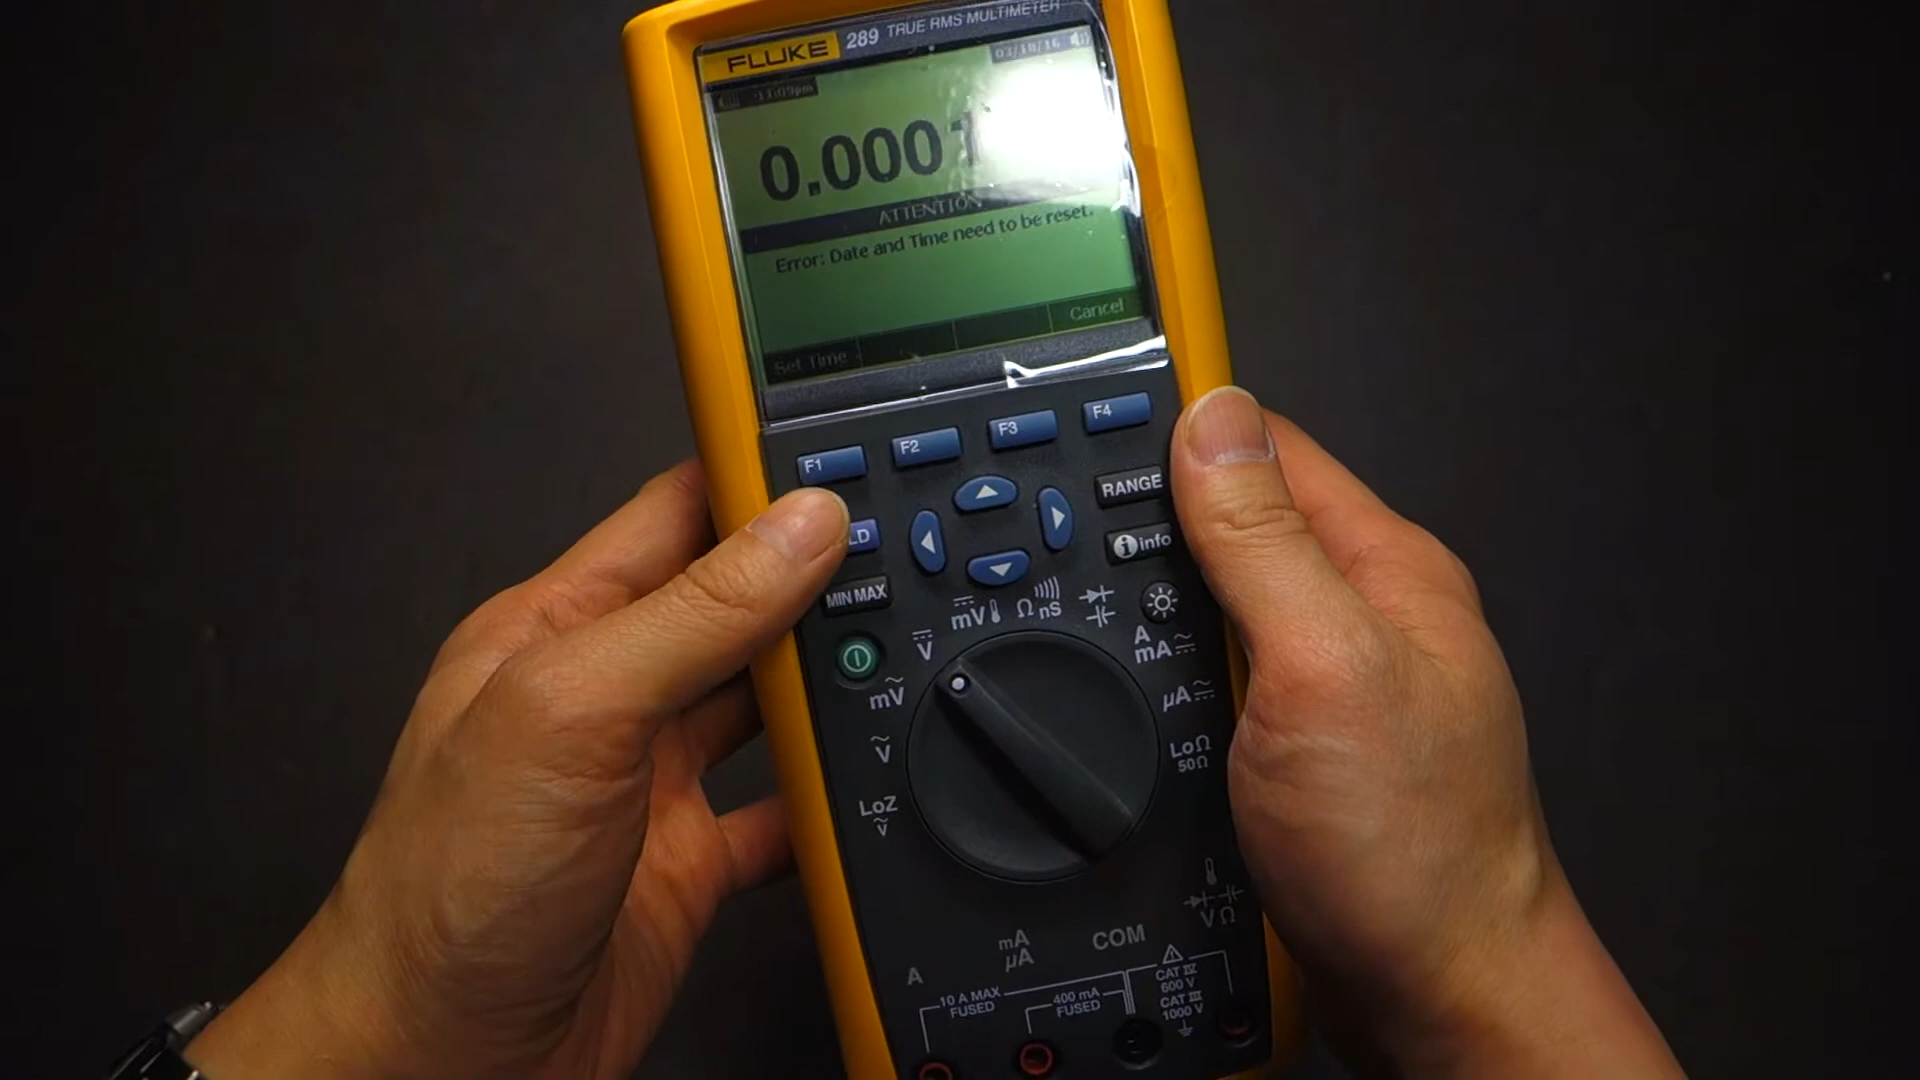 FLUKE 289 TRUE RMS MULTIMETER
0.0001
ATTENTION
Error: Date and Time need to be reset.
Set Time Cancel
F1 F2 F3 F4
RANGE
LD
info
MIN MAX
mV Ω nS
V
A
mA
mV
µA
V
LoΩ
50Ω
LoZ
V
V Ω
mA
µA
COM
A
10 A MAX
FUSED
400 mA
FUSED
CAT IV
600 V
CAT III
1000 V